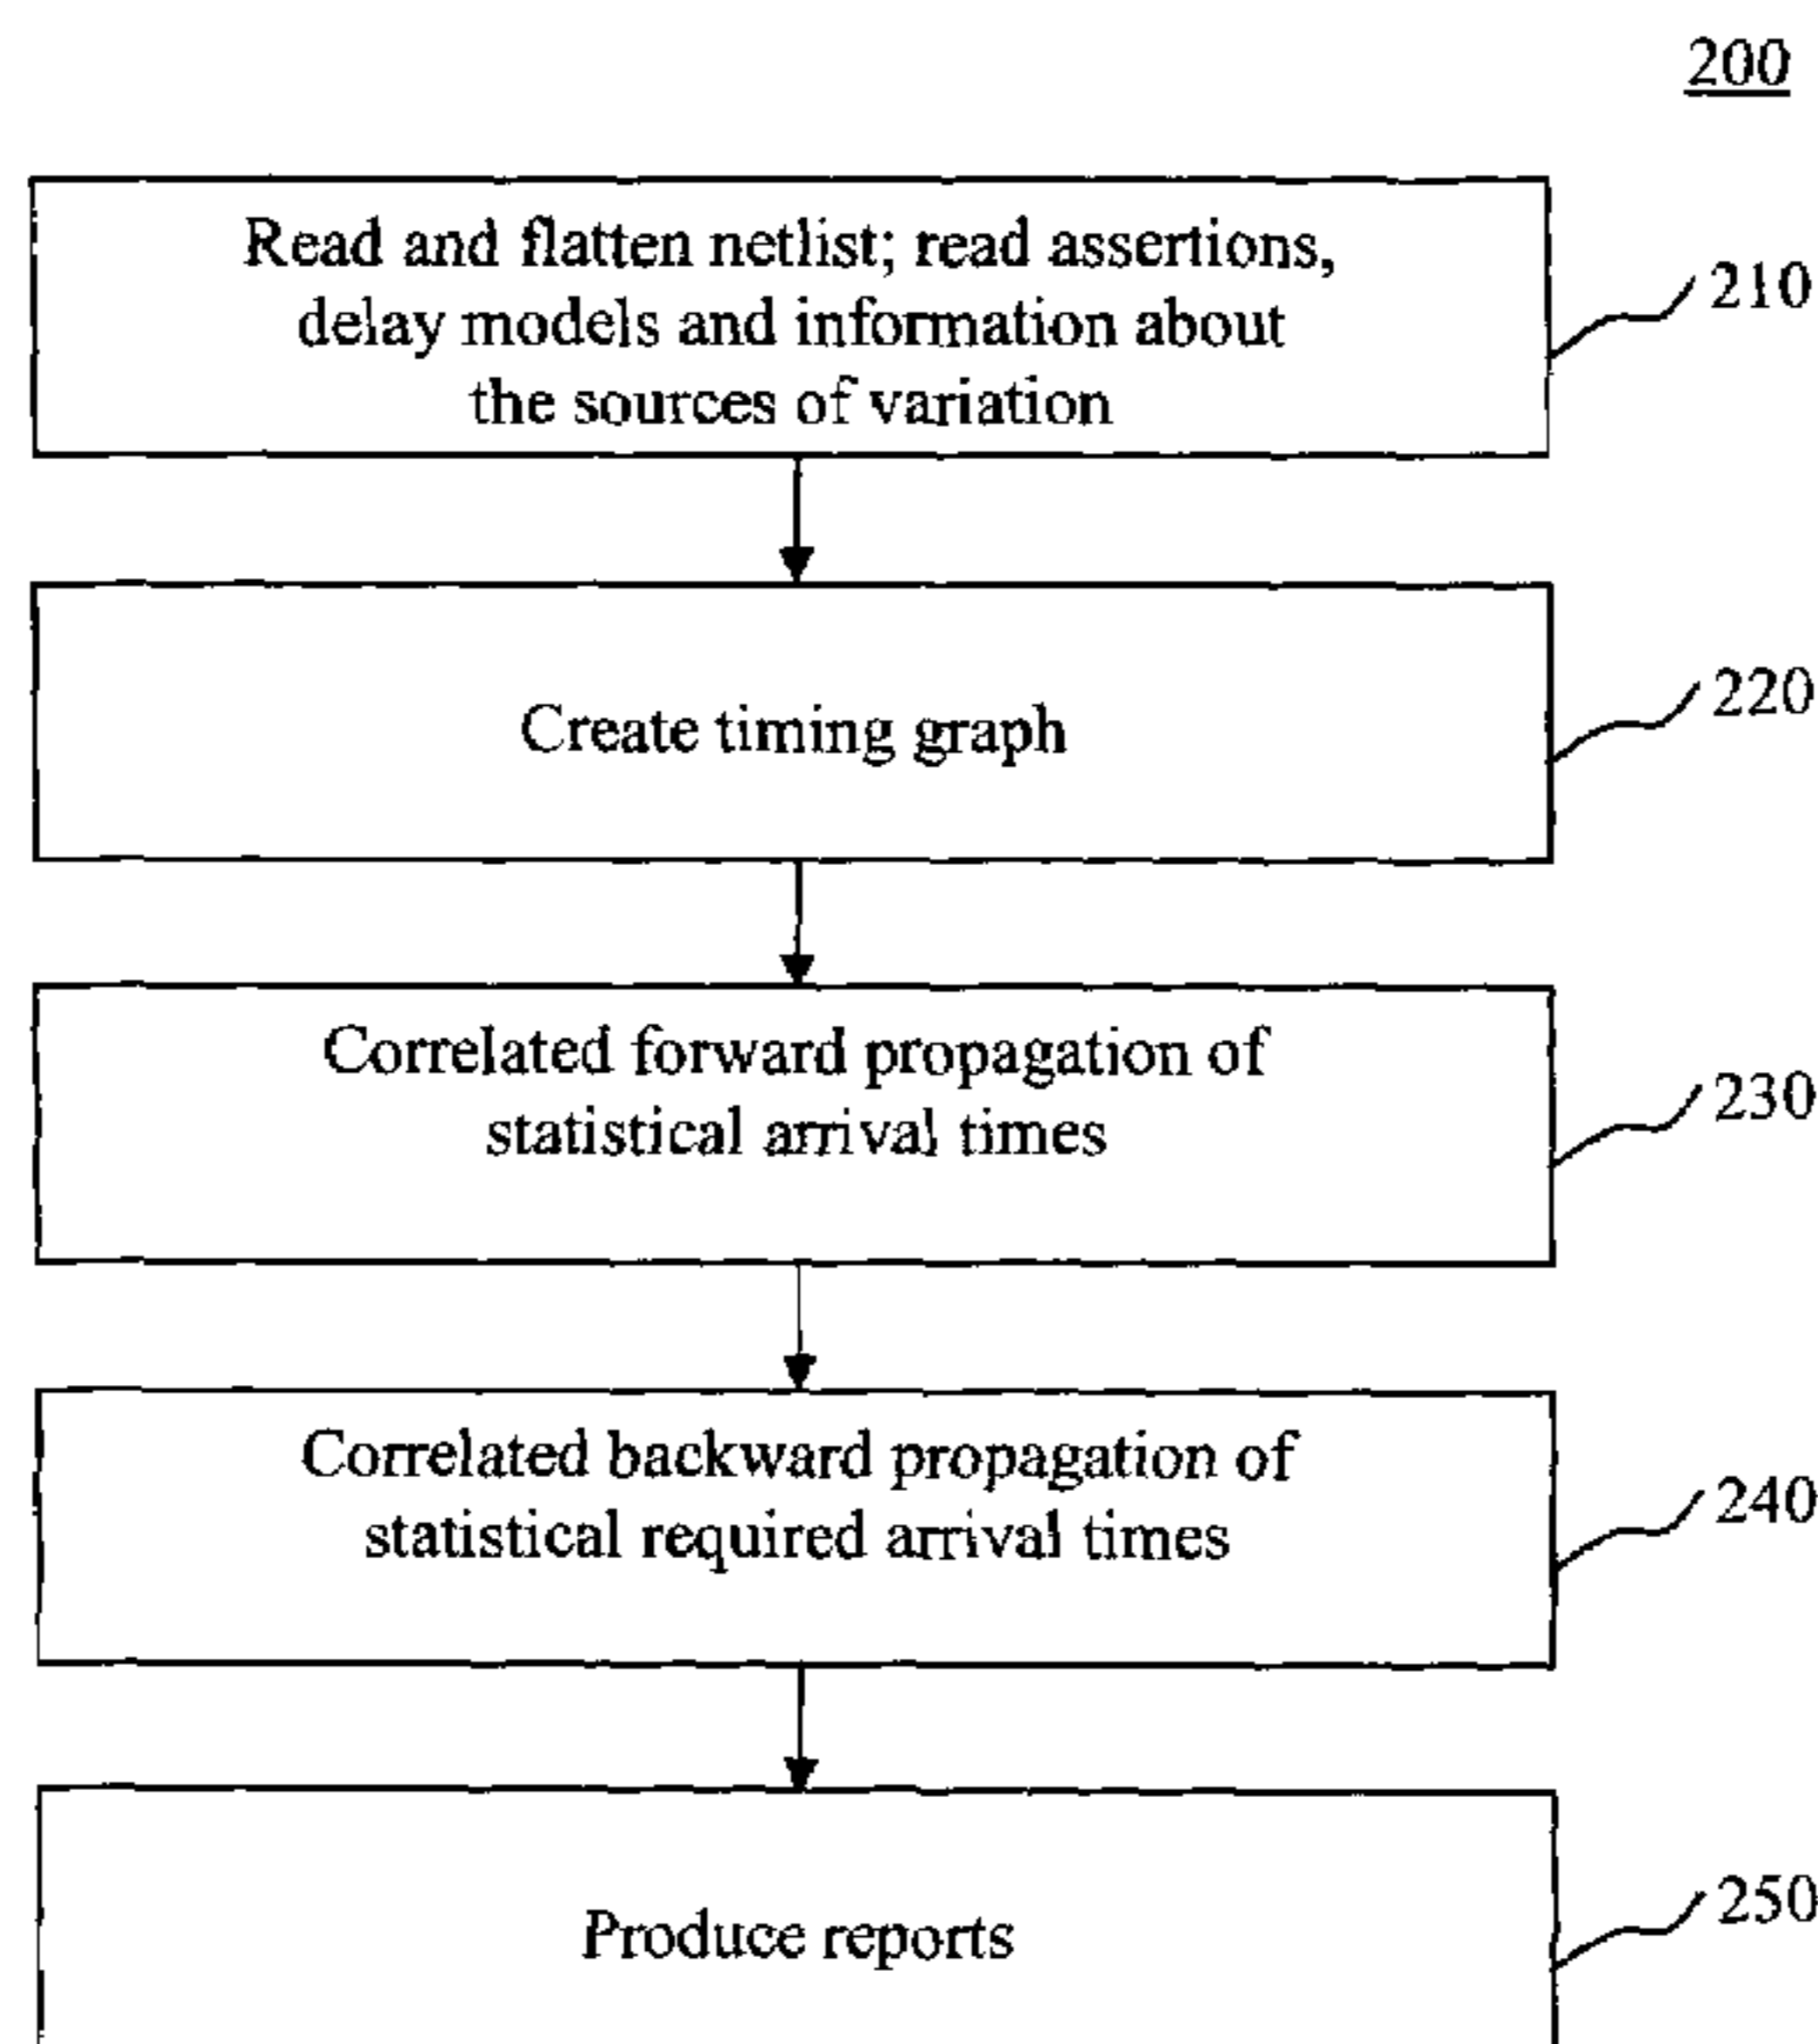 200
Read and flatten netlist; read assertions,
delay models and information about
the sources of variation
210
Create timing graph
220
Correlated forward propagation of
statistical arrival times
230
Correlated backward propagation of
statistical required arrival times
240
Produce reports
250